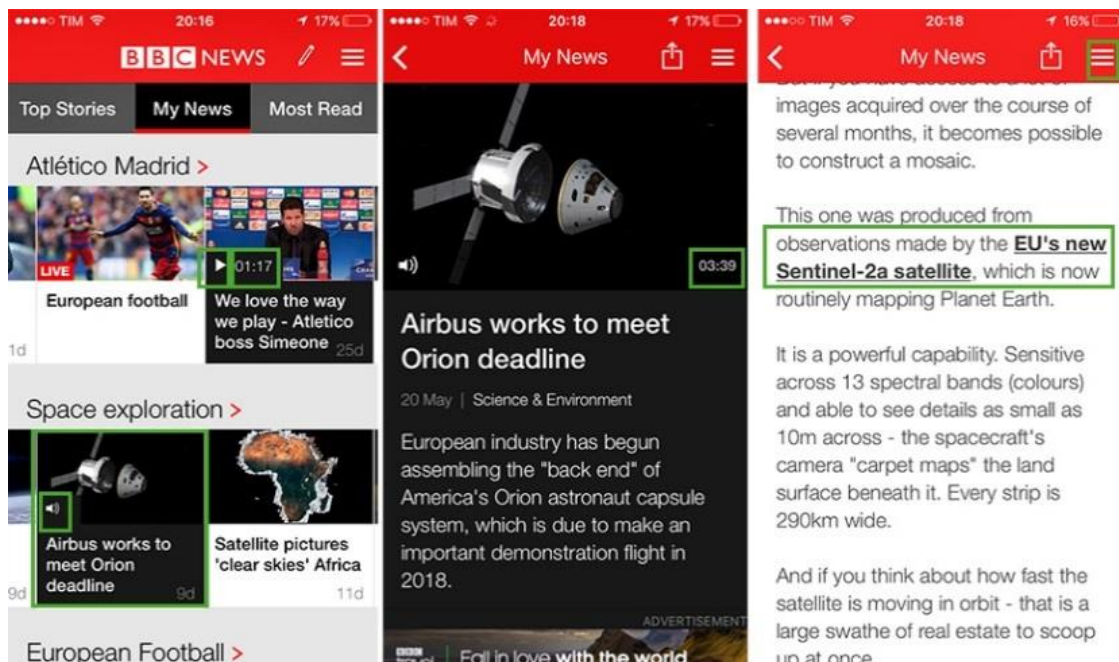 TIM 20:16 17%
BBC NEWS
Top Stories My News Most Read
Atlético Madrid >
LIVE
01:17
European football
1d
We love the way
we play - Atletico
boss Simeone 25d
Space exploration >
Airbus works to
meet Orion
deadline
9d 9d
Satellite pictures
'clear skies' Africa
11d
European Football >
TIM 20:18 17%
My News
03:39
Airbus works to meet
Orion deadline
20 May | Science & Environment
European industry has begun
assembling the "back end" of
America's Orion astronaut capsule
system, which is due to make an
important demonstration flight in
2018.
ADVERTISEMENT
BBC
Fall in love with the world
TIM 20:18 16%
My News
images acquired over the course of
several months, it becomes possible
to construct a mosaic.
This one was produced from
observations made by the EU's new
Sentinel-2a satellite, which is now
routinely mapping Planet Earth.
It is a powerful capability. Sensitive
across 13 spectral bands (colours)
and able to see details as small as
10m across - the spacecraft's
camera "carpet maps" the land
surface beneath it. Every strip is
290km wide.
And if you think about how fast the
satellite is moving in orbit - that is a
large swathe of real estate to scoop
up at once